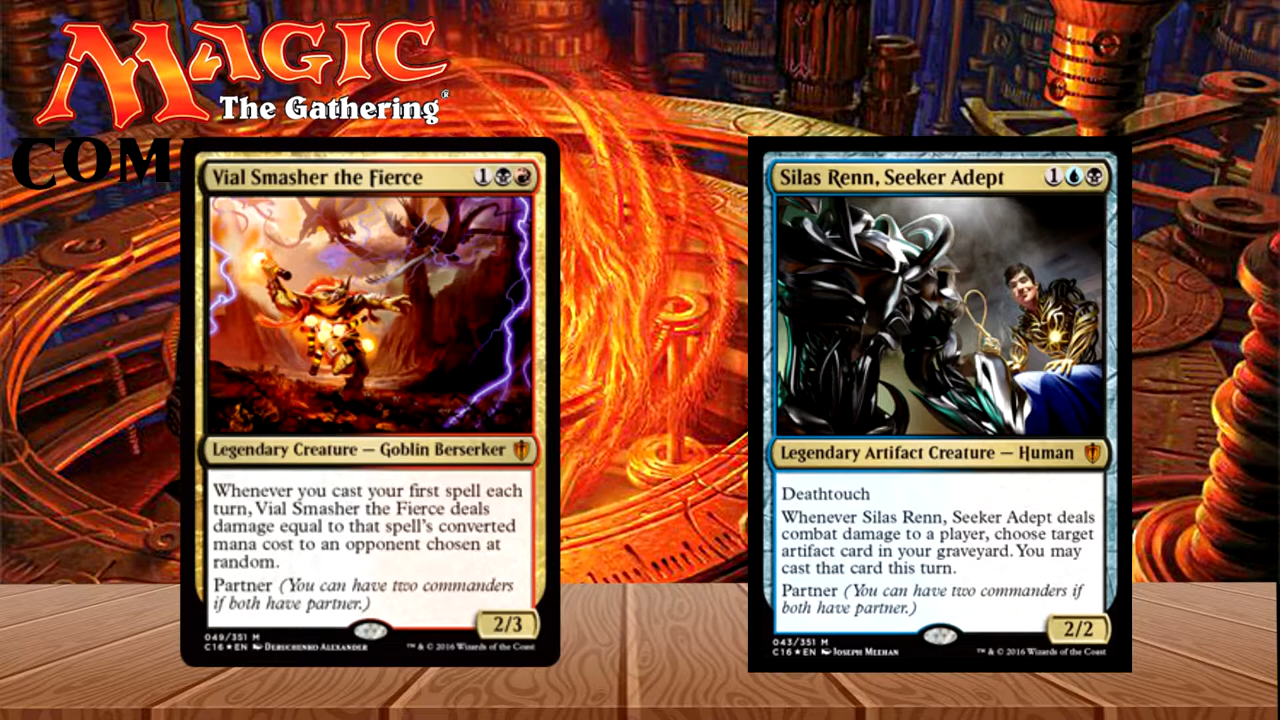 MAGIC
The Gathering®
COM
Vial Smasher the Fierce 1
Legendary Creature — Goblin Berserker
Whenever you cast your first spell each
turn, Vial Smasher the Fierce deals
damage equal to that spell's converted
mana cost to an opponent chosen at
random.
Partner (You can have two commanders
if both have partner.)
2/3
049/351 M
C16★EN Deruchenko Alexander
™ & © 2016 Wizards of the Coast
Silas Renn, Seeker Adept 1
Legendary Artifact Creature — Human
Deathtouch
Whenever Silas Renn, Seeker Adept deals
combat damage to a player, choose target
artifact card in your graveyard. You may
cast that card this turn.
Partner (You can have two commanders if
both have partner.)
2/2
043/351 M
C16★EN Joseph Meehan
™ & © 2016 Wizards of the Coast